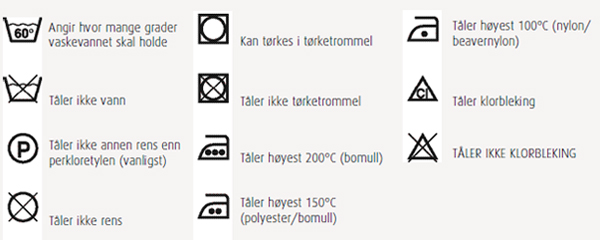 60°
Angir hvor mange grader
vaskevannet skal holde
Tåler ikke vann
P
Tåler ikke annen rens enn
perkloretylen (vanligst)
Tåler ikke rens
Kan tørkes i tørketrommel
Tåler ikke tørketrommel
Tåler høyest 200°C (bomull)
Tåler høyest 150°C
(polyester/bomull)
Tåler høyest 100°C (nylon/
beavernylon)
Cl
Tåler klorbleking
TÅLER IKKE KLORBLEKING